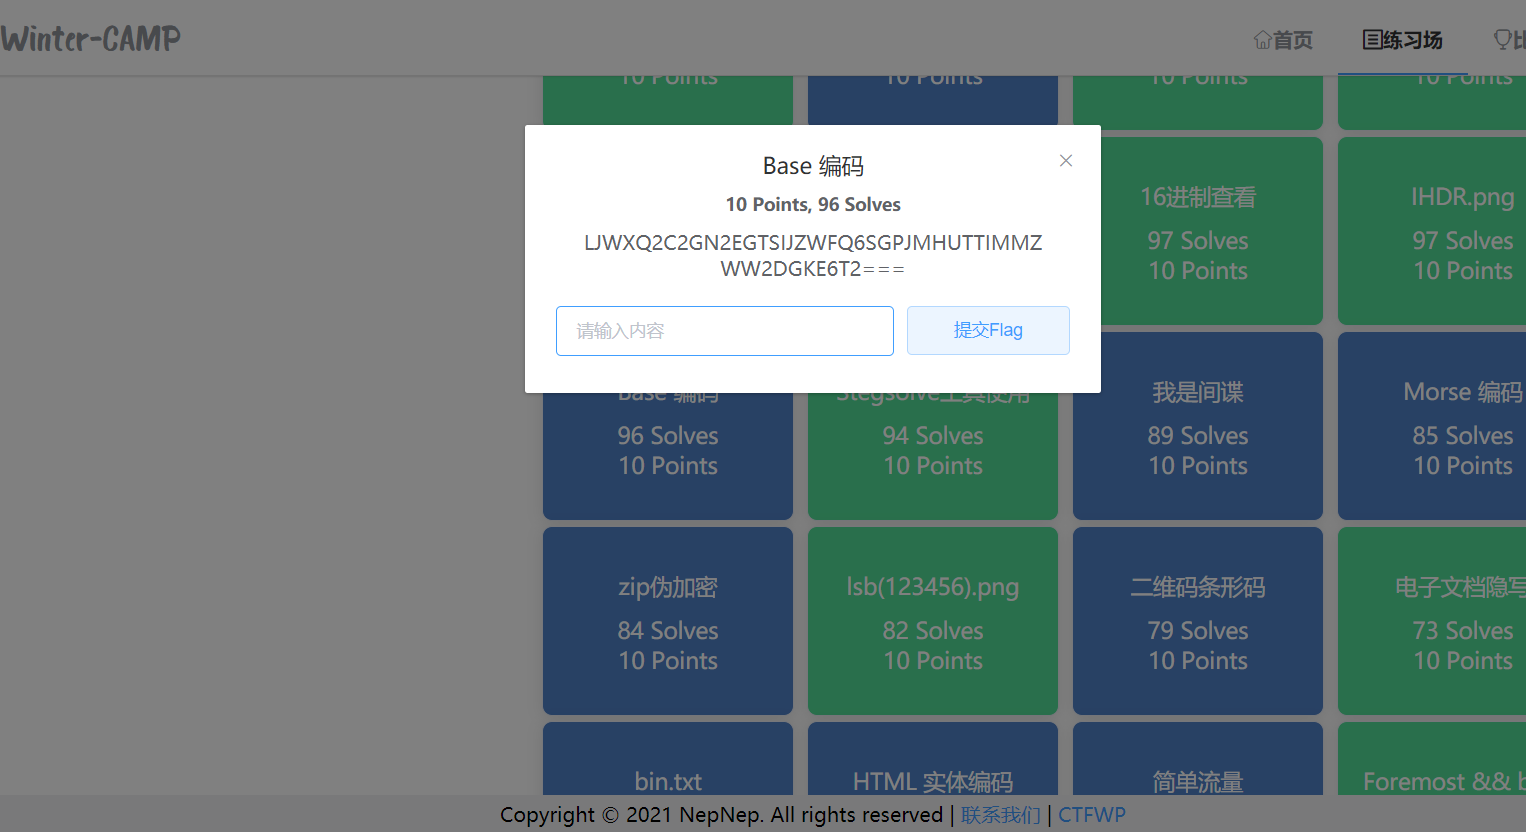 Winter-CAMP
首页
练习场
10 Points
10 Points
10 Points
10 Points
Base 编码
10 Points, 96 Solves
LJWXQ2C2GN2EGTSIJZWFQ6SGPJMHUTTIMMZ
WW2DGKE6T2===
请输入内容
提交Flag
16进制查看
97 Solves
10 Points
IHDR.png
97 Solves
10 Points
Base 编码
96 Solves
10 Points
Stegsolve工具使用
94 Solves
10 Points
我是间谍
89 Solves
10 Points
Morse 编码
85 Solves
10 Points
zip伪加密
84 Solves
10 Points
lsb(123456).png
82 Solves
10 Points
二维码条形码
79 Solves
10 Points
电子文档隐写
73 Solves
10 Points
bin.txt
HTML 实体编码
简单流量
Foremost && b
Copyright © 2021 NepNep. All rights reserved | 联系我们 | CTFWP